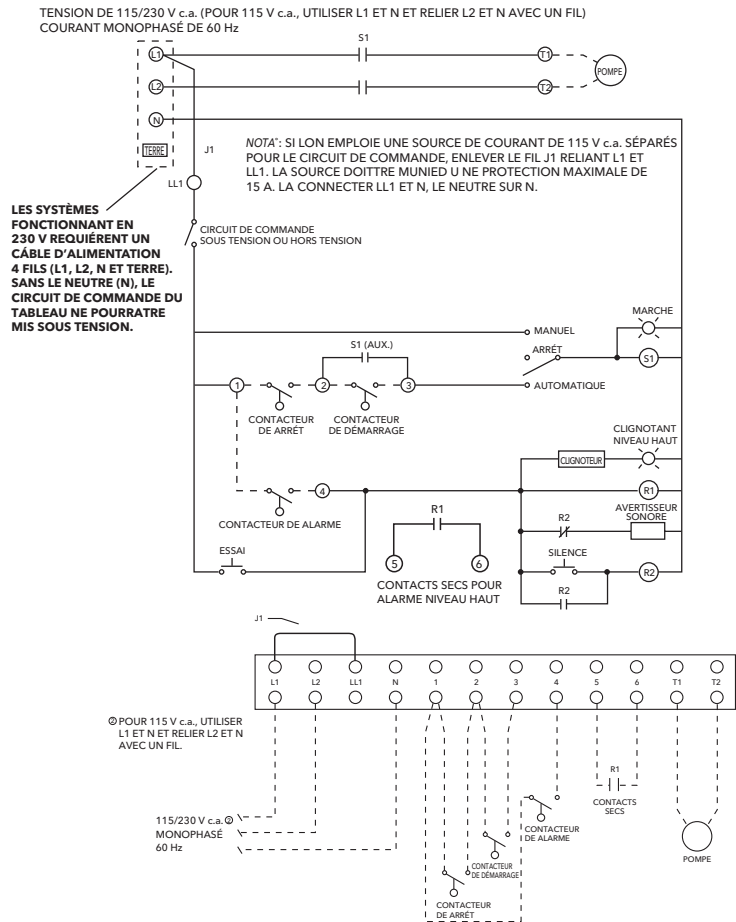 TENSION DE 115/230 V c.a. (POUR 115 V c.a., UTILISER L1 ET N ET RELIER L2 ET N AVEC UN FIL)
COURANT MONOPHASÉ DE 60 Hz
S1
L1
T1
POMPE
L2
T2
N
TERRE
J1
NOTA": SI LON EMPLOIE UNE SOURCE DE COURANT DE 115 V c.a. SÉPARÉS
POUR LE CIRCUIT DE COMMANDE, ENLEVER LE FIL J1 RELIANT L1 ET
LL1. LA SOURCE DOITTRE MUNIED U NE PROTECTION MAXIMALE DE
15 A. LA CONNECTER LL1 ET N, LE NEUTRE SUR N.
LL1
LES SYSTÈMES
FONCTIONNANT EN
230 V REQUIÉRENT UN
CÁBLE D'ALIMENTATION
4 FILS (L1, L2, N ET TERRE).
SANS LE NEUTRE (N), LE
CIRCUIT DE COMMANDE DU
TABLEAU NE POURRATRE
MIS SOUS TENSION.
CIRCUIT DE COMMANDE
SOUS TENSION OU HORS TENSION
MARCHE
MANUEL
S1 (AUX.)
ARRÉT
S1
1
2
3
AUTOMATIQUE
CONTACTEUR
DE ARRÉT
CONTACTEUR
DE DÉMARRAGE
CLIGNOTANT
NIVEAU HAUT
CLIGNOTEUR
4
R1
CONTACTEUR DE ALARME
AVERTISSEUR
SONORE
R1
R2
ESSAI
SILENCE
5
6
R2
CONTACTS SECS POUR
ALARME NIVEAU HAUT
R2
J1
L1 L2 LL1 N 1 2 3 4 5 6 T1 T2
② POUR 115 V c.a., UTILISER
L1 ET N ET RELIER L2 ET N
AVEC UN FIL.
R1
CONTACTS
SECS
115/230 V c.a.②
MONOPHASÉ
60 Hz
CONTACTEUR
DE ALARME
POMPE
CONTACTEUR
DE DÉMARRAGE
CONTACTEUR
DE ARRÉT